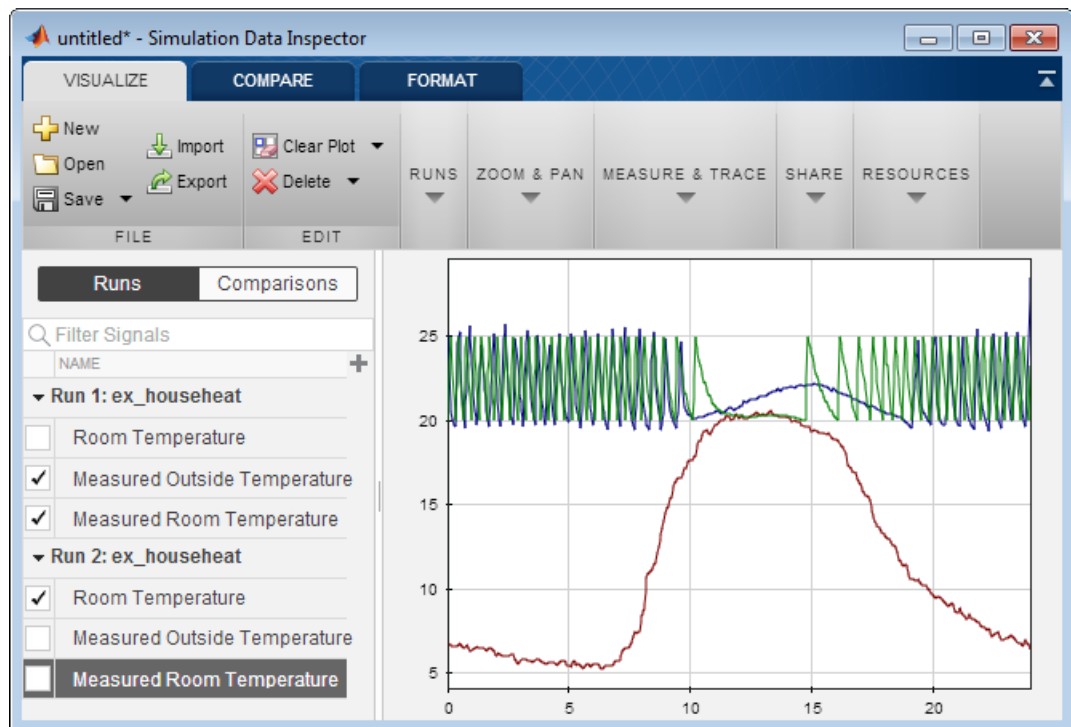 untitled* - Simulation Data Inspector
VISUALIZE COMPARE FORMAT
New
Open
Save
Import
Export
FILE
Clear Plot
Delete
EDIT
RUNS ZOOM & PAN MEASURE & TRACE SHARE RESOURCES
Runs Comparisons
Filter Signals
NAME
Run 1: ex_househeat
Room Temperature
Measured Outside Temperature
Measured Room Temperature
Run 2: ex_househeat
Room Temperature
Measured Outside Temperature
Measured Room Temperature
25
20
15
10
5
0 5 10 15 20